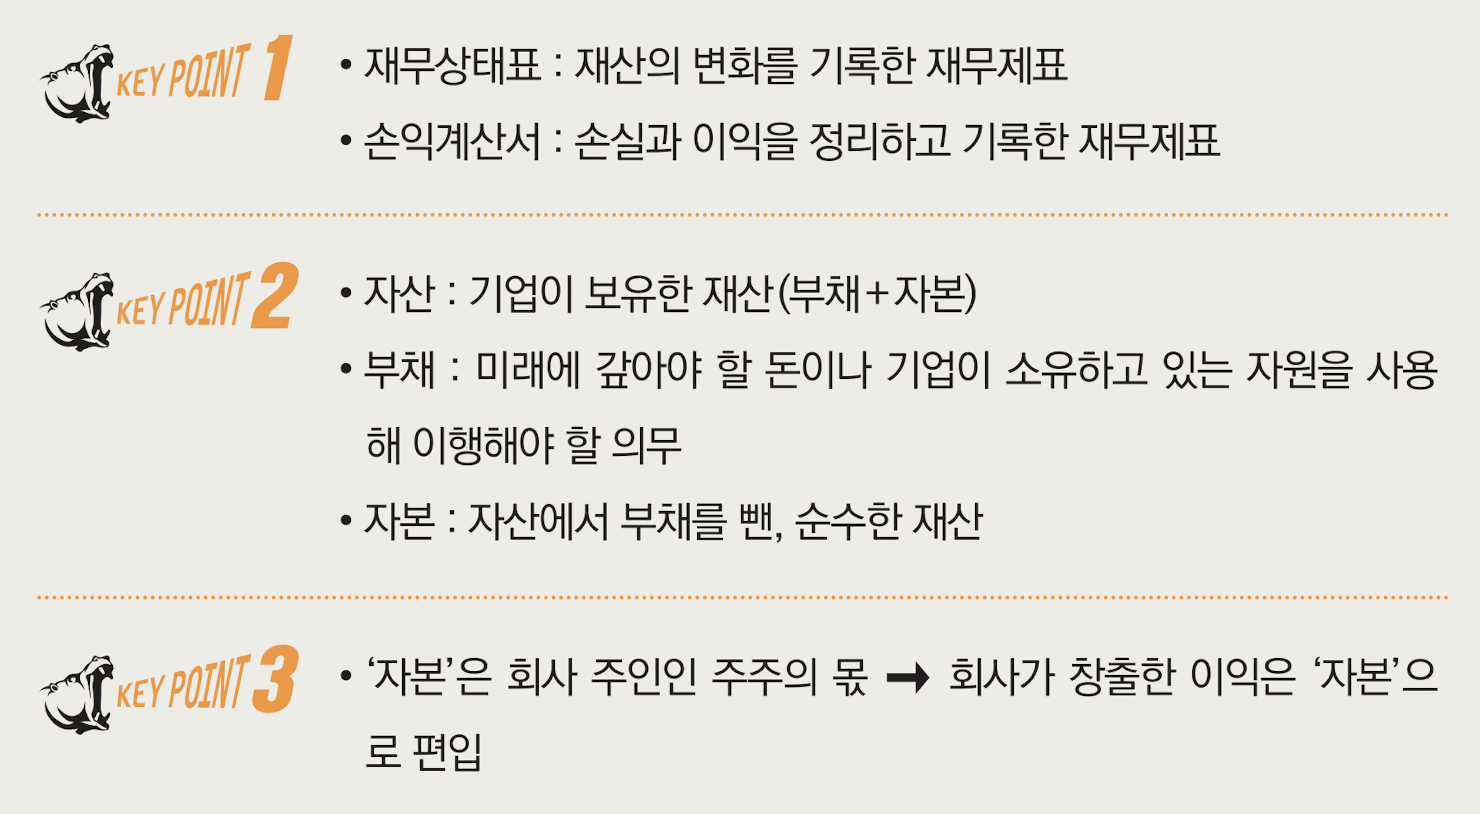 KEY POINT 1
• 재무상태표 : 재산의 변화를 기록한 재무제표
• 손익계산서 : 손실과 이익을 정리하고 기록한 재무제표
KEY POINT 2
• 자산 : 기업이 보유한 재산(부채+자본)
• 부채 : 미래에 갚아야 할 돈이나 기업이 소유하고 있는 자원을 사용
해 이행해야 할 의무
• 자본 : 자산에서 부채를 뺀, 순수한 재산
KEY POINT 3
• ‘자본’은 회사 주인인 주주의 몫 ➡ 회사가 창출한 이익은 ‘자본’으
로 편입